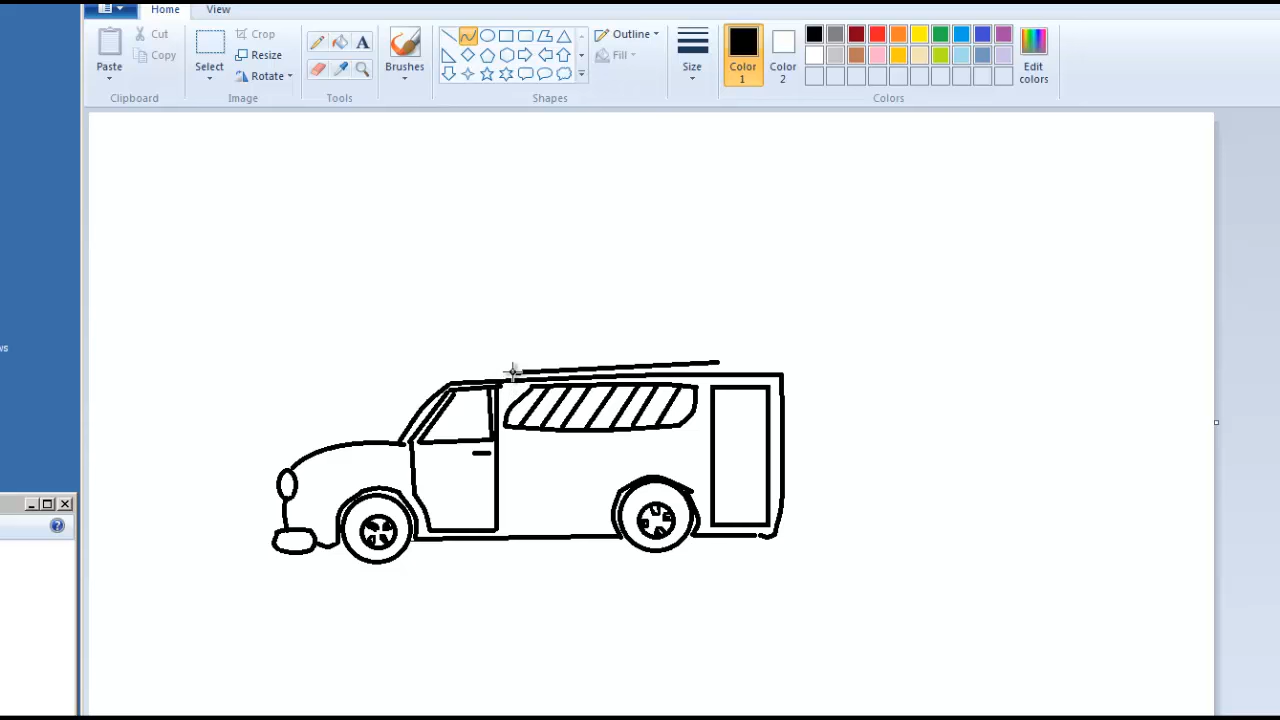 Home View
Cut
Copy
Paste
Clipboard
Select
Crop
Resize
Rotate
Image
A
Tools
Brushes
Outline
Fill
Shapes
Size
Color 1
Color 2
Edit colors
Colors
ws